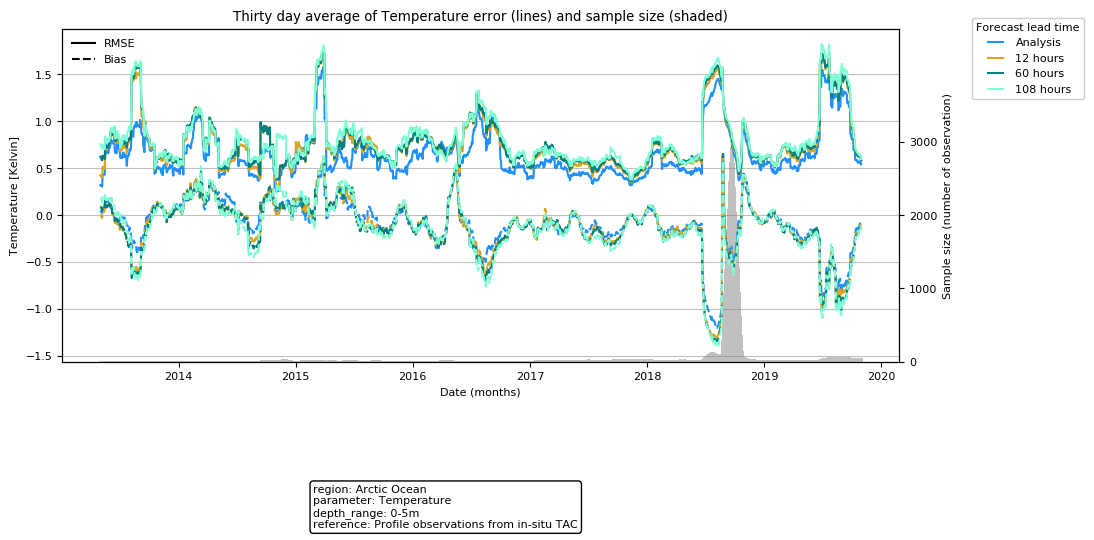 Thirty day average of Temperature error (lines) and sample size (shaded)
RMSE
Bias
Forecast lead time
Analysis
12 hours
60 hours
108 hours
Temperature [Kelvin]
1.5
1.0
0.5
0.0
−0.5
−1.0
−1.5
3000
2000
1000
0
Sample size (number of observation)
2014
2015
2016
2017
2018
2019
2020
Date (months)
region: Arctic Ocean
parameter: Temperature
depth_range: 0-5m
reference: Profile observations from in-situ TAC